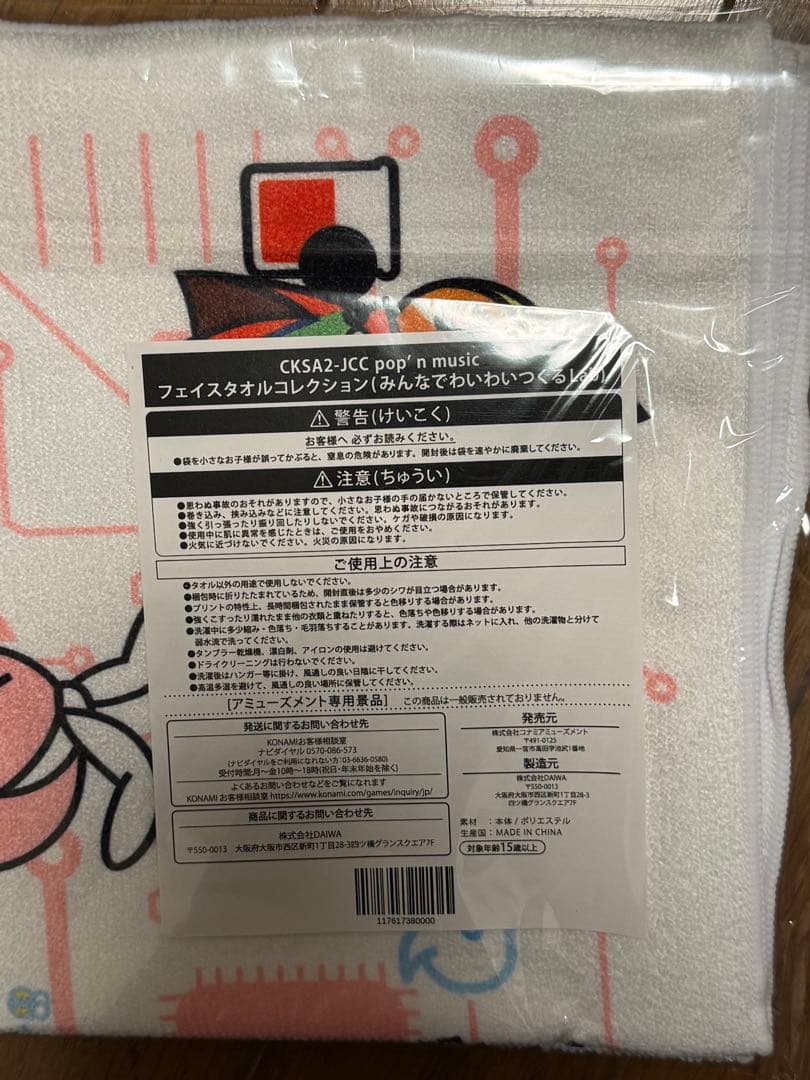 CKSA2-JCC pop'n music
フェイスタオルコレクション(みんなでわいわいつくるLab)
⚠警告(けいこく)
お客様へ 必ずお読みください。
●袋を小さなお子様が誤ってかぶると、窒息の危険があります。開封後は袋を速やかに廃棄してください。
⚠注意(ちゅうい)
●思わぬ事故のおそれがありますので、小さなお子様の手の届かないところで保管してください。
●巻き込み、挟み込みなどに注意してください。思わぬ事故につながるおそれがあります。
●強く引っ張ったり振り回したりしないでください。ケガや破損の原因になります。
●使用中に肌に異常を感じたときは、ご使用をおやめください。
●火気に近づけないでください。火災の原因になります。
ご使用上の注意
●タオル以外の用途で使用しないでください。
●梱包時に折りたたまれているため、開封直後は多少のシワが目立つ場合があります。
●プリントの特性上、長時間梱包されたまま保管すると色移りする場合があります。
●強くこすったり濡れたまま他の衣類と重ねたりすると、色落ちや色移りする場合があります。
●洗濯中に多少縮み・色落ち・毛羽落ちすることがあります。洗濯する際はネットに入れ、他の洗濯物と分けて
弱水流で洗ってください。
●タンブラー乾燥機、漂白剤、アイロンの使用は避けてください。
●ドライクリーニングは行わないでください。
●洗濯後はハンガー等に掛け、風通しの良い日陰に干してください。
●高温多湿を避けて、風通しの良い場所に保管してください。
[アミューズメント専用景品] この商品は一般販売されておりません。
発送に関するお問い合わせ先
KONAMIお客様相談室
ナビダイヤル 0570-086-573
(ナビダイヤルをご利用になれない方：03-6636-0580)
受付時間月～金10時～18時(祝日・年末年始を除く)
よくあるお問い合わせなどをご覧になれます
KONAMI お客様相談室 https://www.konami.com/games/inquiry/jp/
商品に関するお問い合わせ先
株式会社DAIWA
〒550-0013 大阪府大阪市西区新町1丁目28-3四ツ橋グランスクエア7F
発売元
株式会社コナミアミューズメント
〒491-0125
愛知県一宮市高田字池尻1番地
製造元
株式会社DAIWA
〒550-0013
大阪府大阪市西区新町1丁目28-3
四ツ橋グランスクエア7F
素材 ：本体/ポリエステル
生産国：MADE IN CHINA
対象年齢15歳以上
117617380000